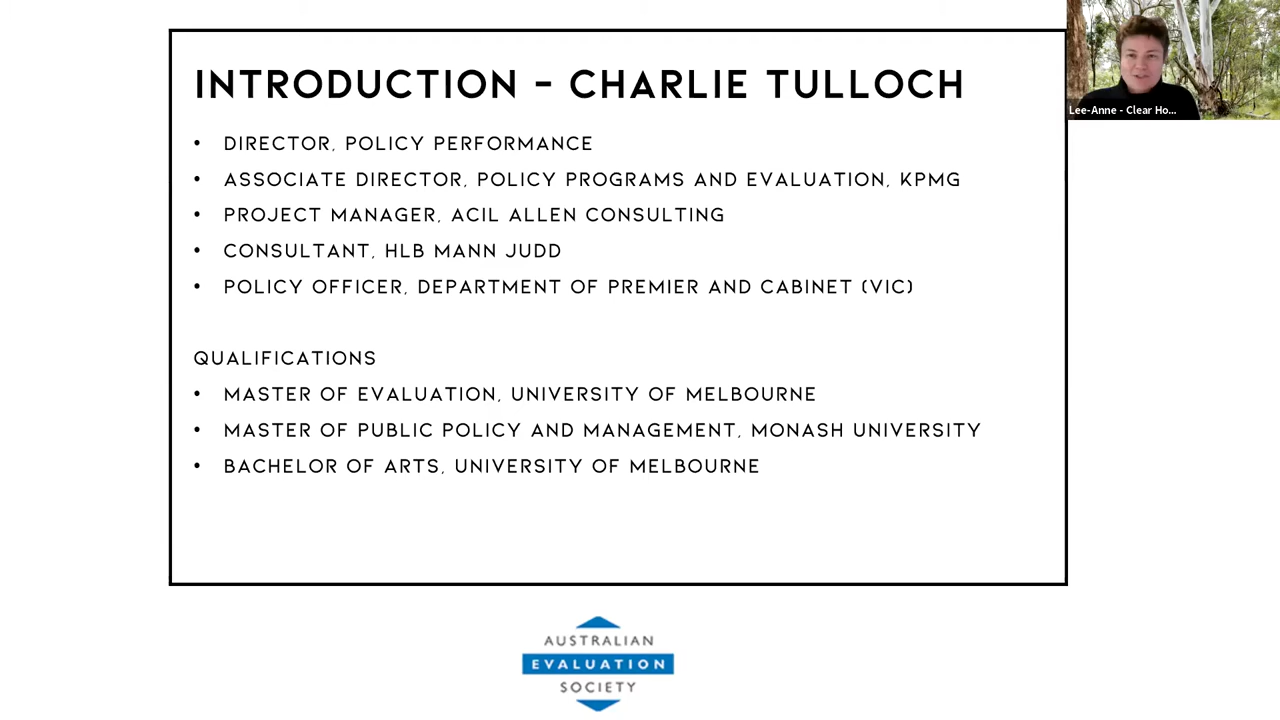 INTRODUCTION - CHARLIE TULLOCH
• DIRECTOR, POLICY PERFORMANCE
• ASSOCIATE DIRECTOR, POLICY PROGRAMS AND EVALUATION, KPMG
• PROJECT MANAGER, ACIL ALLEN CONSULTING
• CONSULTANT, HLB MANN JUDD
• POLICY OFFICER, DEPARTMENT OF PREMIER AND CABINET (VIC)
QUALIFICATIONS
• MASTER OF EVALUATION, UNIVERSITY OF MELBOURNE
• MASTER OF PUBLIC POLICY AND MANAGEMENT, MONASH UNIVERSITY
• BACHELOR OF ARTS, UNIVERSITY OF MELBOURNE
Lee-Anne - Clear Ho...
AUSTRALIAN
EVALUATION
SOCIETY